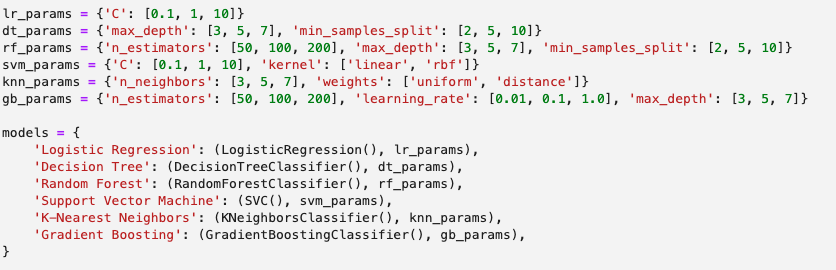 lr_params = {'C': [0.1, 1, 10]}
dt_params = {'max_depth': [3, 5, 7], 'min_samples_split': [2, 5, 10]}
rf_params = {'n_estimators': [50, 100, 200], 'max_depth': [3, 5, 7], 'min_samples_split': [2, 5, 10]}
svm_params = {'C': [0.1, 1, 10], 'kernel': ['linear', 'rbf']}
knn_params = {'n_neighbors': [3, 5, 7], 'weights': ['uniform', 'distance']}
gb_params = {'n_estimators': [50, 100, 200], 'learning_rate': [0.01, 0.1, 1.0], 'max_depth': [3, 5, 7]}

models = {
    'Logistic Regression': (LogisticRegression(), lr_params),
    'Decision Tree': (DecisionTreeClassifier(), dt_params),
    'Random Forest': (RandomForestClassifier(), rf_params),
    'Support Vector Machine': (SVC(), svm_params),
    'K-Nearest Neighbors': (KNeighborsClassifier(), knn_params),
    'Gradient Boosting': (GradientBoostingClassifier(), gb_params),
}